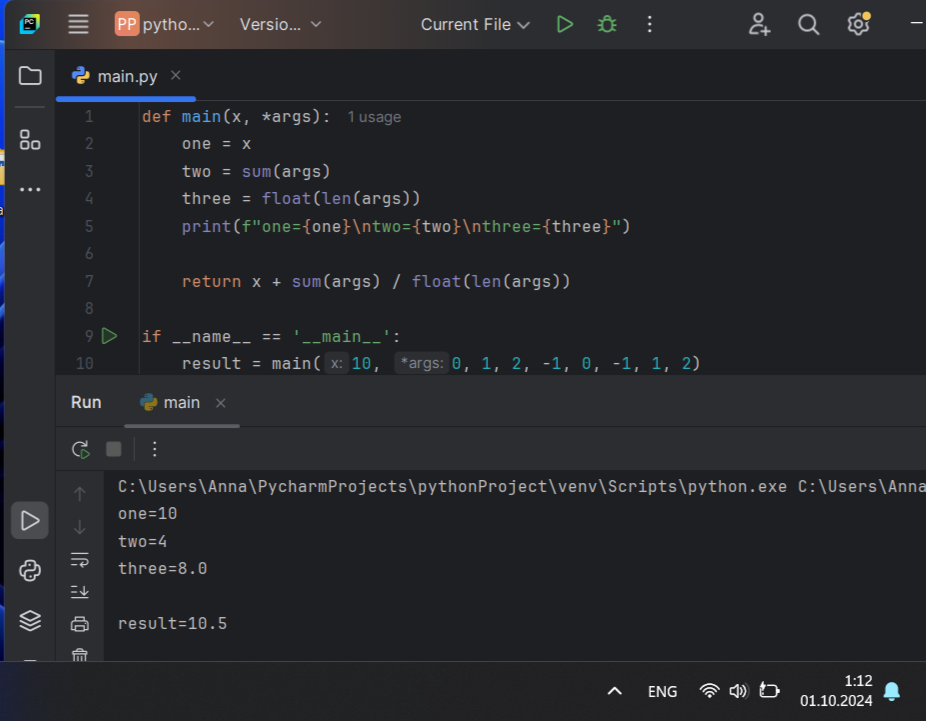 PC
PP pytho... Versio... Current File
main.py
1 def main(x, *args): 1 usage
2 one = x
3 two = sum(args)
4 three = float(len(args))
5 print(f"one={one}\ntwo={two}\nthree={three}")
6
7 return x + sum(args) / float(len(args))
8
9 if __name__ == '__main__':
10 result = main( x: 10, *args: 0, 1, 2, -1, 0, -1, 1, 2)
Run main
C:\Users\Anna\PycharmProjects\pythonProject\venv\Scripts\python.exe C:\Users\Anna
one=10
two=4
three=8.0
result=10.5
ENG 1:12
01.10.2024